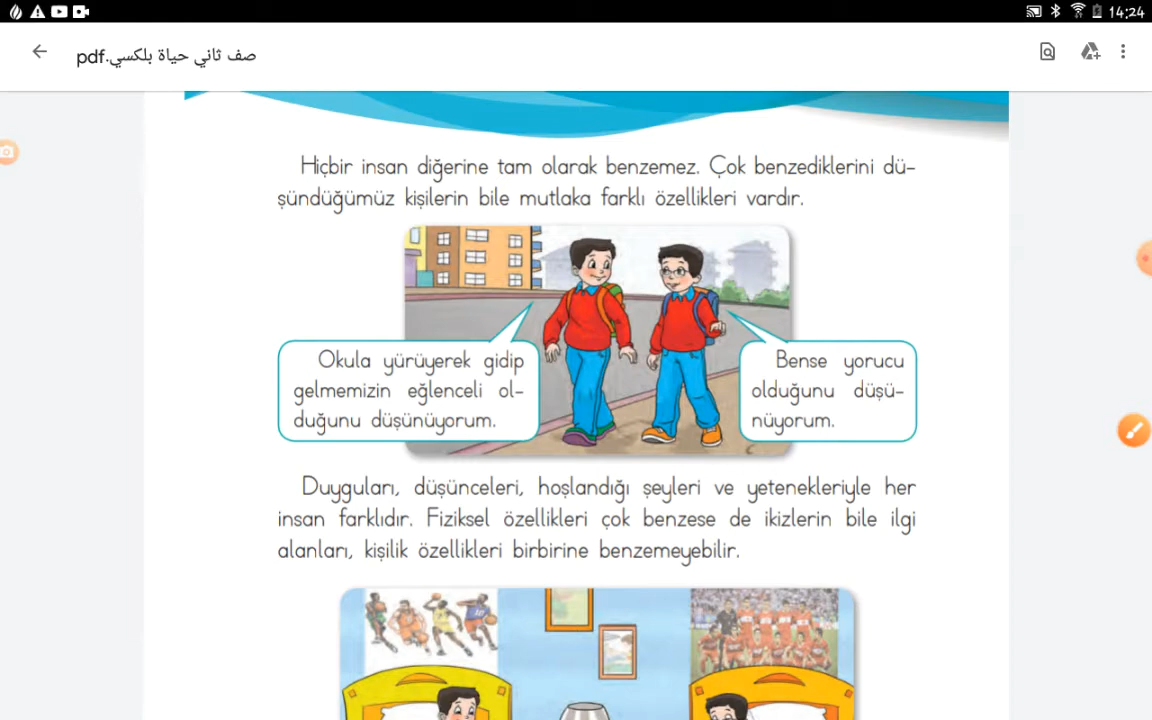 14:24
صف ثاني حياة بلكسي.pdf
Hiçbir insan diğerine tam olarak benzemez. Çok benzediklerini dü-
şündüğümüz kişilerin bile mutlaka farklı özellikleri vardır.
Okula yürüyerek gidip
gelmemizin eğlenceli ol-
duğunu düşünüyorum.
Bense yorucu
olduğunu düşü-
nüyorum.
Duyguları, düşünceleri, hoşlandığı şeyleri ve yetenekleriyle her
insan farklıdır. Fiziksel özellikleri çok benzese de ikizlerin bile ilgi
alanları, kişilik özellikleri birbirine benzemeyebilir.